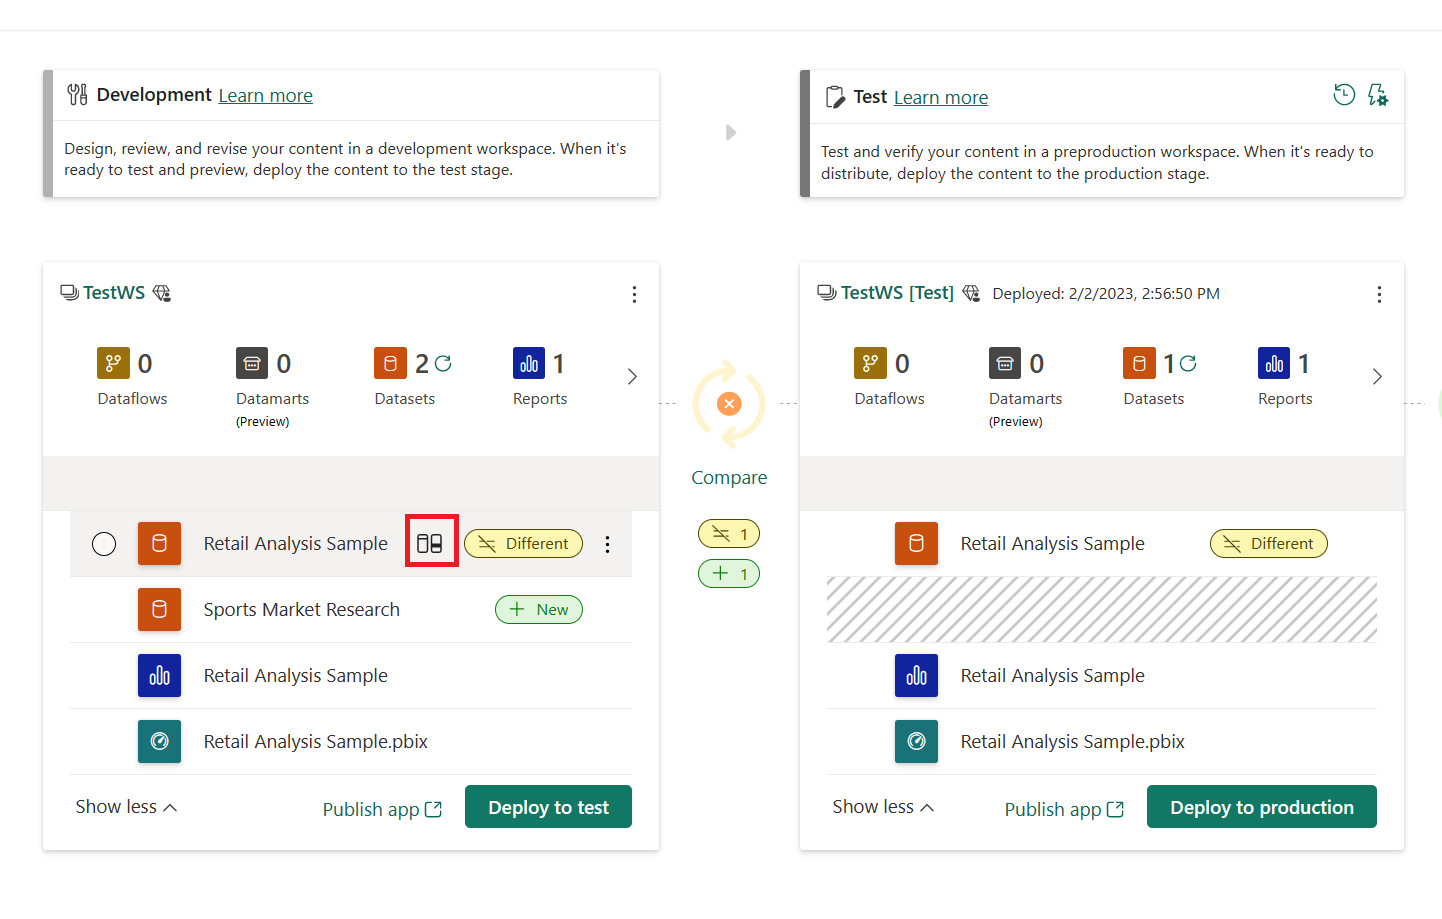 Development Learn more
Design, review, and revise your content in a development workspace. When it's
ready to test and preview, deploy the content to the test stage.
Test Learn more
Test and verify your content in a preproduction workspace. When it's ready to
distribute, deploy the content to the production stage.
TestWS
0
Dataflows
0
Datamarts
(Preview)
2
Datasets
1
Reports
Retail Analysis Sample Different
Sports Market Research + New
Retail Analysis Sample
Retail Analysis Sample.pbix
Show less Publish app Deploy to test
Compare
1
+ 1
TestWS [Test] Deployed: 2/2/2023, 2:56:50 PM
0
Dataflows
0
Datamarts
(Preview)
1
Datasets
1
Reports
Retail Analysis Sample Different
Retail Analysis Sample
Retail Analysis Sample.pbix
Show less Publish app Deploy to production